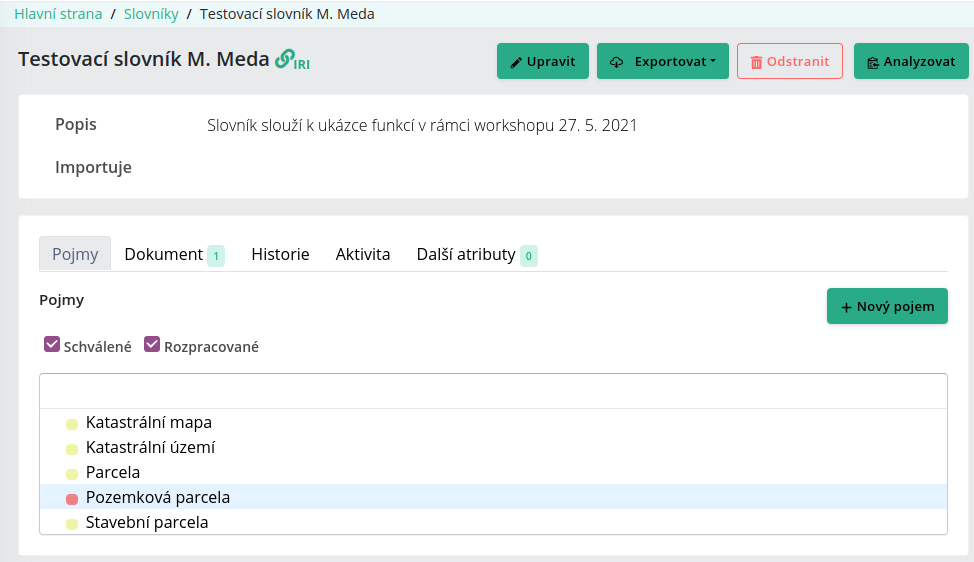 Hlavní strana / Slovníky / Testovací slovník M. Meda
Testovací slovník M. Meda IRI
Upravit Exportovat Odstranit Analyzovat
Popis Slovník slouží k ukázce funkcí v rámci workshopu 27. 5. 2021
Importuje
Pojmy Dokument 1 Historie Aktivita Další atributy 0
Pojmy
+ Nový pojem
Schválené Rozpracované
Katastrální mapa
Katastrální území
Parcela
Pozemková parcela
Stavební parcela